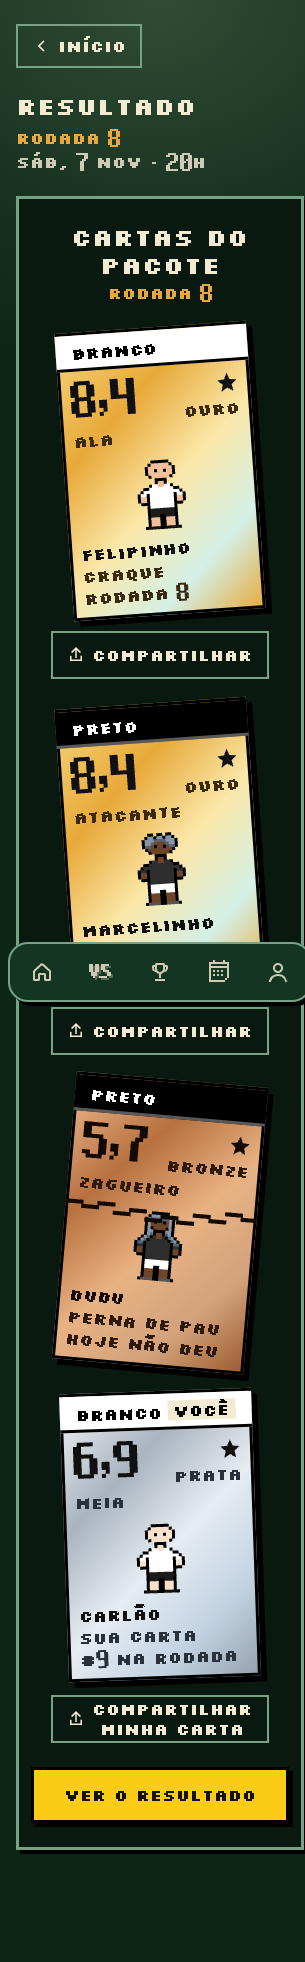 INÍCIO
RESULTADO
RODADA 8
SÁB, 7 NOV · 20H
CARTAS DO
PACOTE
RODADA 8
BRANCO
8,4
OURO
ALA
FELIPINHO
CRAQUE
RODADA 8
COMPARTILHAR
PRETO
8,4
OURO
ATACANTE
MARCELINHO
VS
COMPARTILHAR
PRETO
5,7
BRONZE
ZAGUEIRO
DUDU
PERNA DE PAU
HOJE NÃO DEU
BRANCO VOCÊ
6,9
PRATA
MEIA
CARLÃO
SUA CARTA
#9 NA RODADA
COMPARTILHAR
MINHA CARTA
VER O RESULTADO